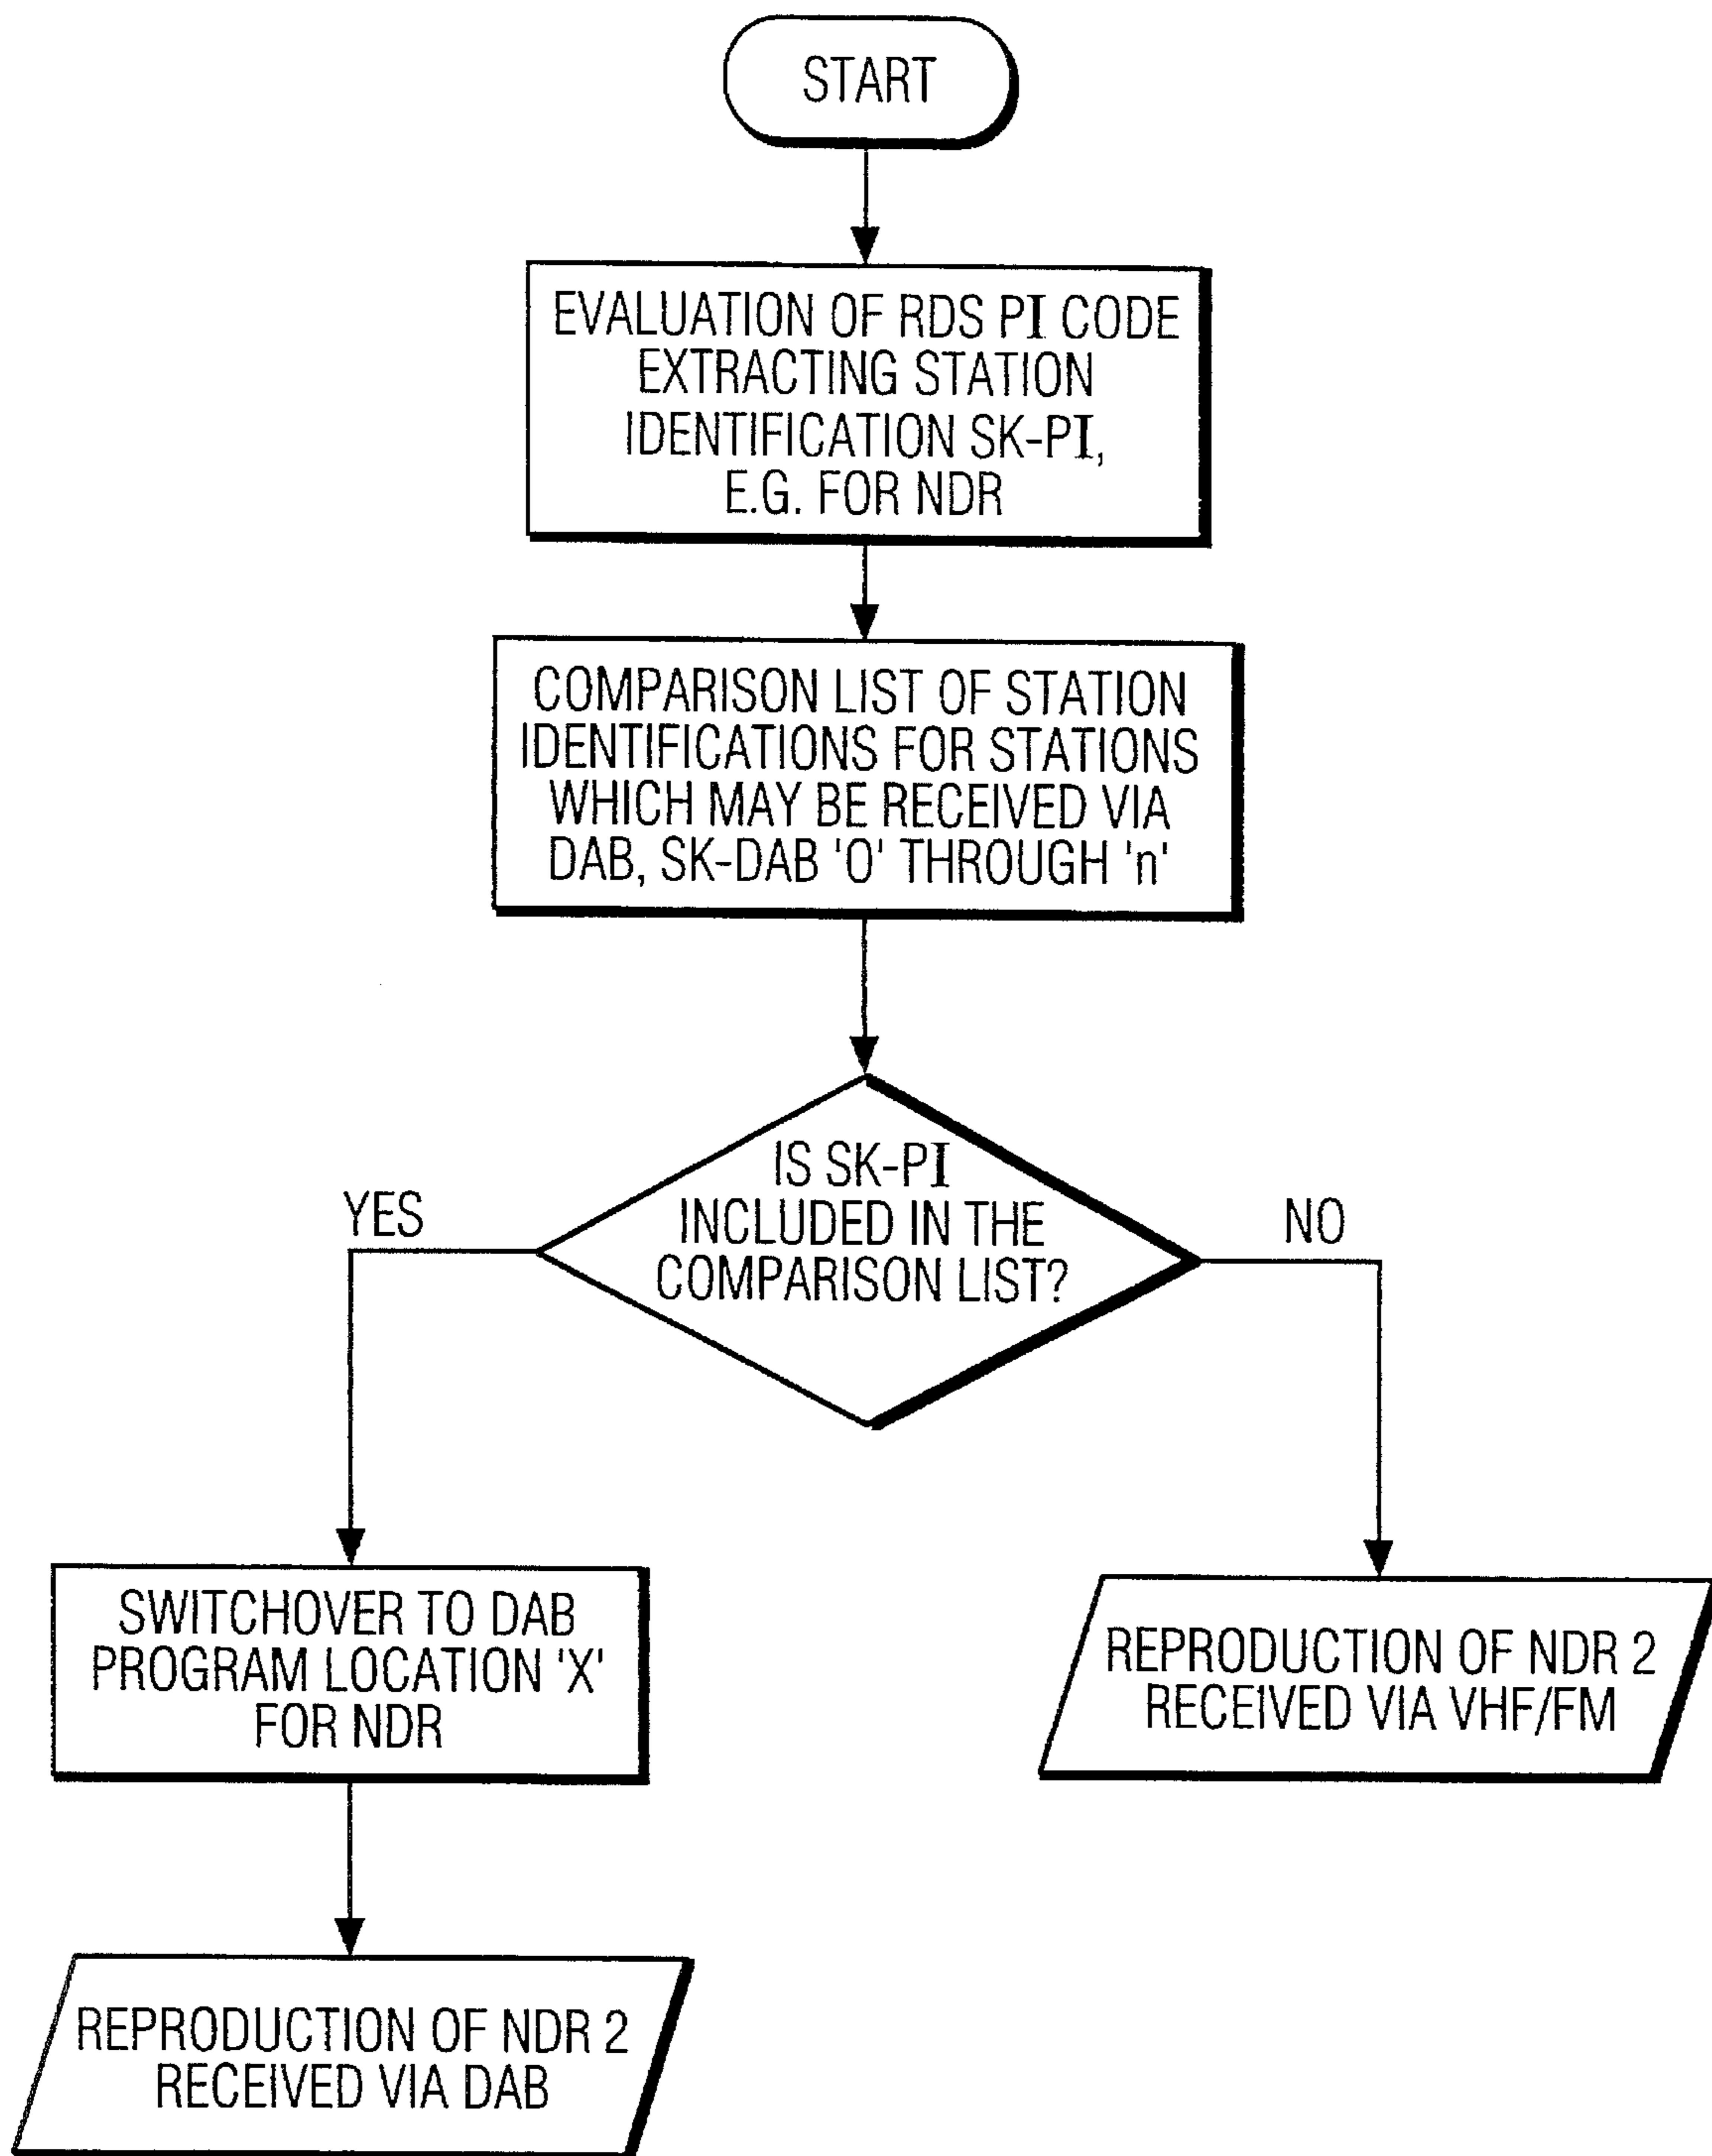 START
EVALUATION OF RDS PI CODE
EXTRACTING STATION
IDENTIFICATION SK-PI,
E.G. FOR NDR
COMPARISON LIST OF STATION
IDENTIFICATIONS FOR STATIONS
WHICH MAY BE RECEIVED VIA
DAB, SK-DAB 'O' THROUGH 'n'
IS SK-PI
INCLUDED IN THE
COMPARISON LIST?
YES
NO
SWITCHOVER TO DAB
PROGRAM LOCATION 'X'
FOR NDR
REPRODUCTION OF NDR 2
RECEIVED VIA VHF/FM
REPRODUCTION OF NDR 2
RECEIVED VIA DAB